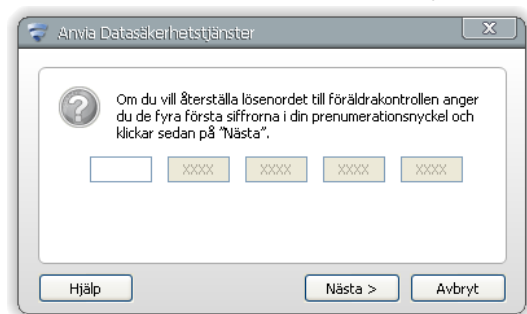 Anvia Datasäkerhetstjänster
X
Om du vill återställa lösenordet till föräldrakontrollen anger
du de fyra första siffrorna i din prenumerationsnyckel och
klickar sedan på "Nästa".
XXXX XXXX XXXX XXXX
Hjälp Nästa > Avbryt